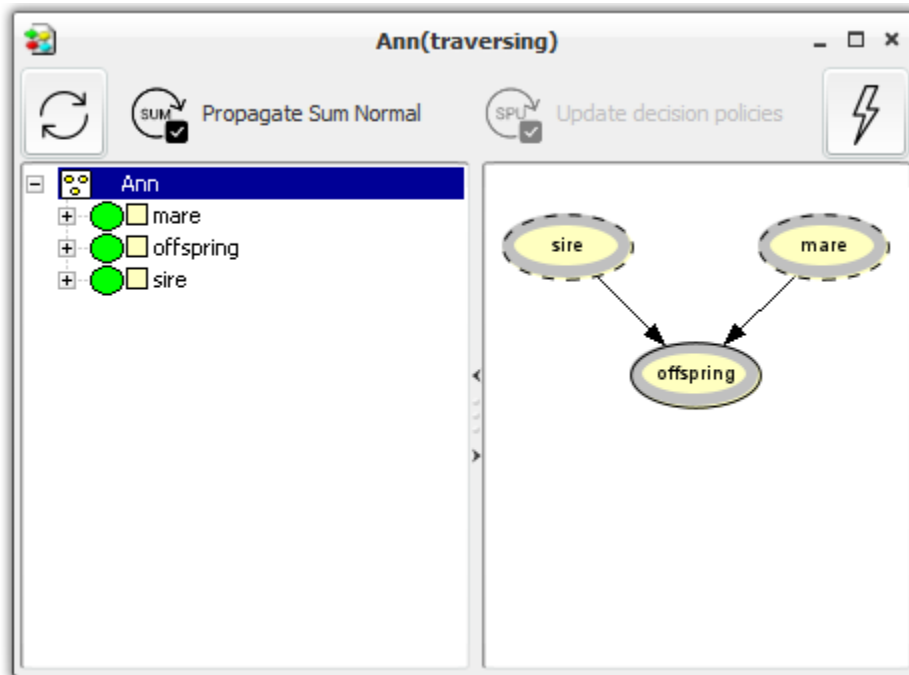 Ann(traversing)
SUM Propagate Sum Normal SPU Update decision policies
Ann
mare
offspring
sire
sire mare
offspring